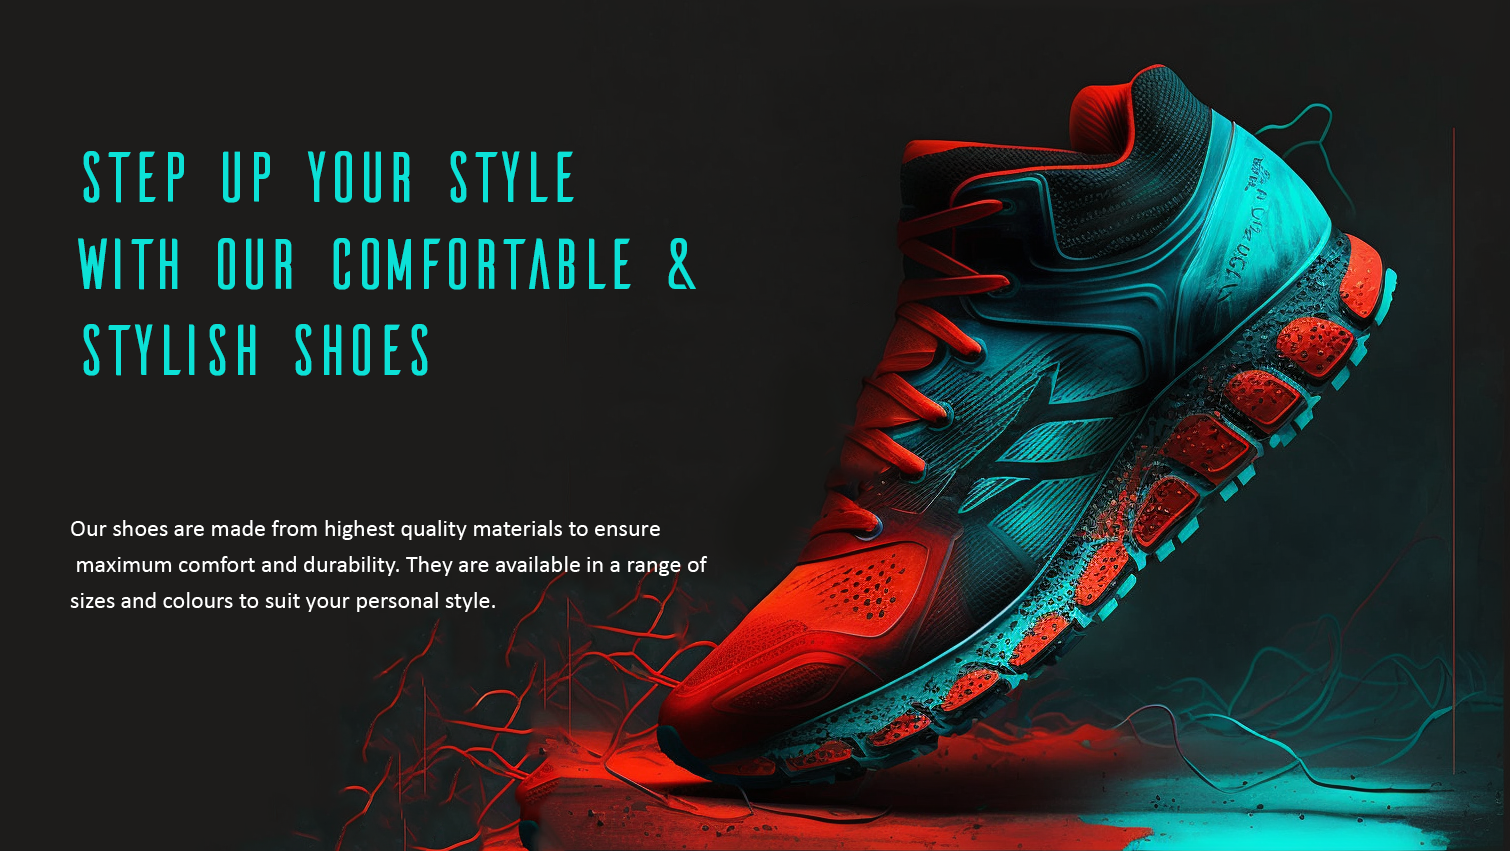 STEP UP YOUR STYLE
WITH OUR COMFORTABLE &
STYLISH SHOES
Our shoes are made from highest quality materials to ensure
maximum comfort and durability. They are available in a range of
sizes and colours to suit your personal style.